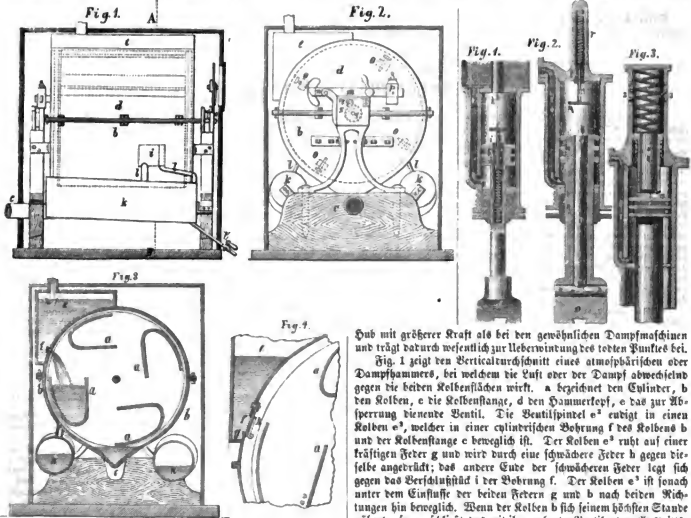 Fig. 1.
A
Fig. 2.
Fig. 1.
Fig. 2.
Fig. 3.
Fig. 3
Fig. 4.
Hub mit größerer Kraft als bei den gewöhnlichen Dampfmaschinen
und trägt dadurch wesentlich zur Ueberwindung des todten Punktes bei.
Fig. 1 zeigt den Verticaldurchschnitt eines atmosphärischen oder
Dampfhammers, bei welchem die Luft oder der Dampf abwechselnd
gegen die beiden Kolbenflächen wirkt. a bezeichnet den Cylinder, b
den Kolben, c die Kolbenstange, d den Hammerkopf, e das zur Ab-
sperrung dienende Ventil. Die Ventilspindel e² endigt in einen
Kolben e³, welcher in einer cylindrischen Bohrung f des Kolbens b
und der Kolbenstange c beweglich ist. Der Kolben e³ ruht auf einer
kräftigen Feder g und wird durch eine schwächere Feder h gegen die-
selbe angedrückt; das andere Ende der schwächeren Feder legt sich
gegen das Verschlußstück i der Bohrung f. Der Kolben e³ ist sonach
unter dem Einflusse der beiden Federn g und h nach beiden Rich-
tungen hin beweglich. Wenn der Kolben b sich seinem höchsten Stande